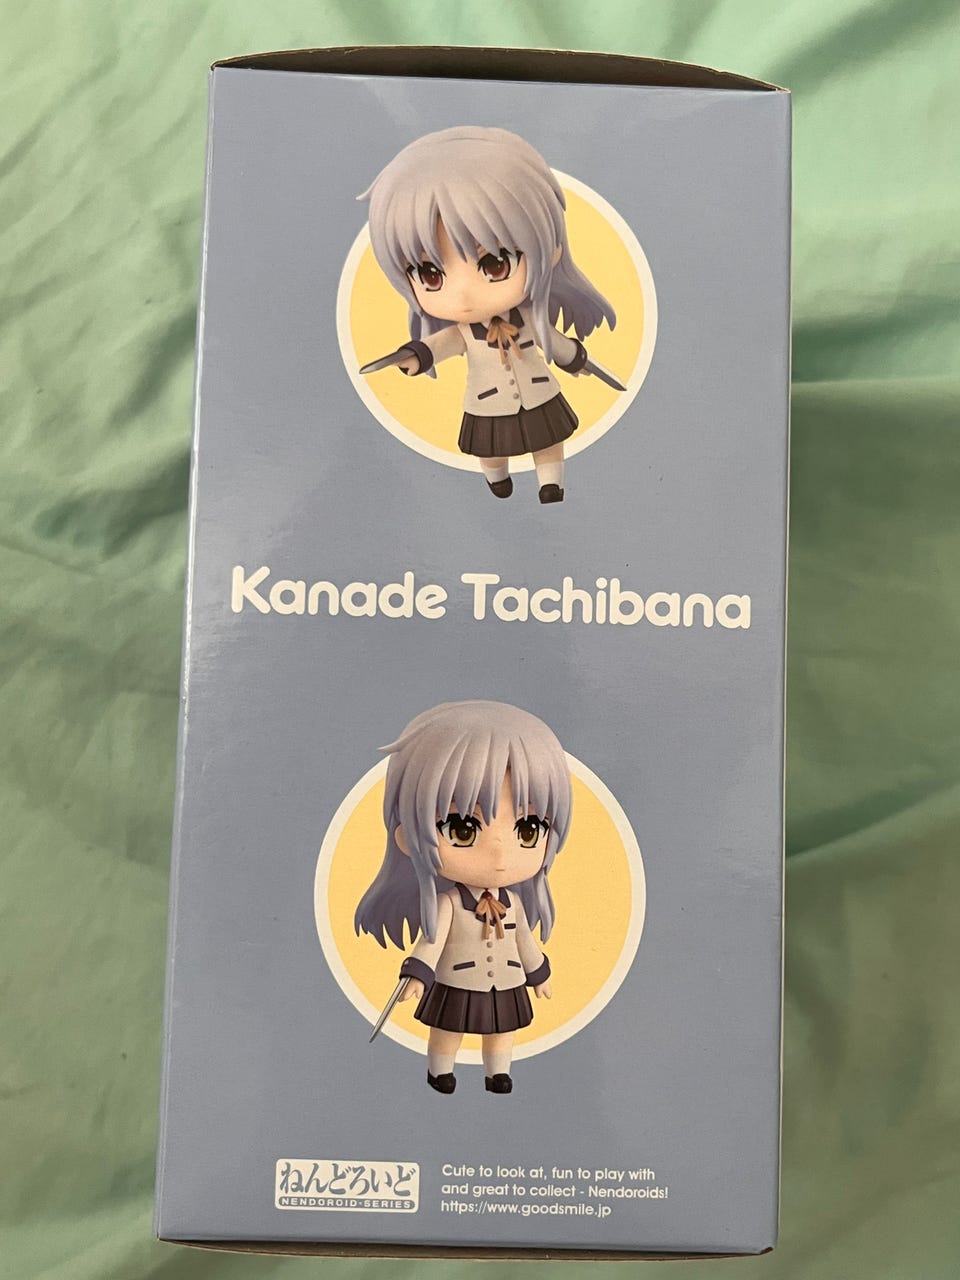 Kanade Tachibana
ねんどろいど
NENDOROID-SERIES
Cute to look at, fun to play with
and great to collect - Nendoroids!
https://www.goodsmile.jp